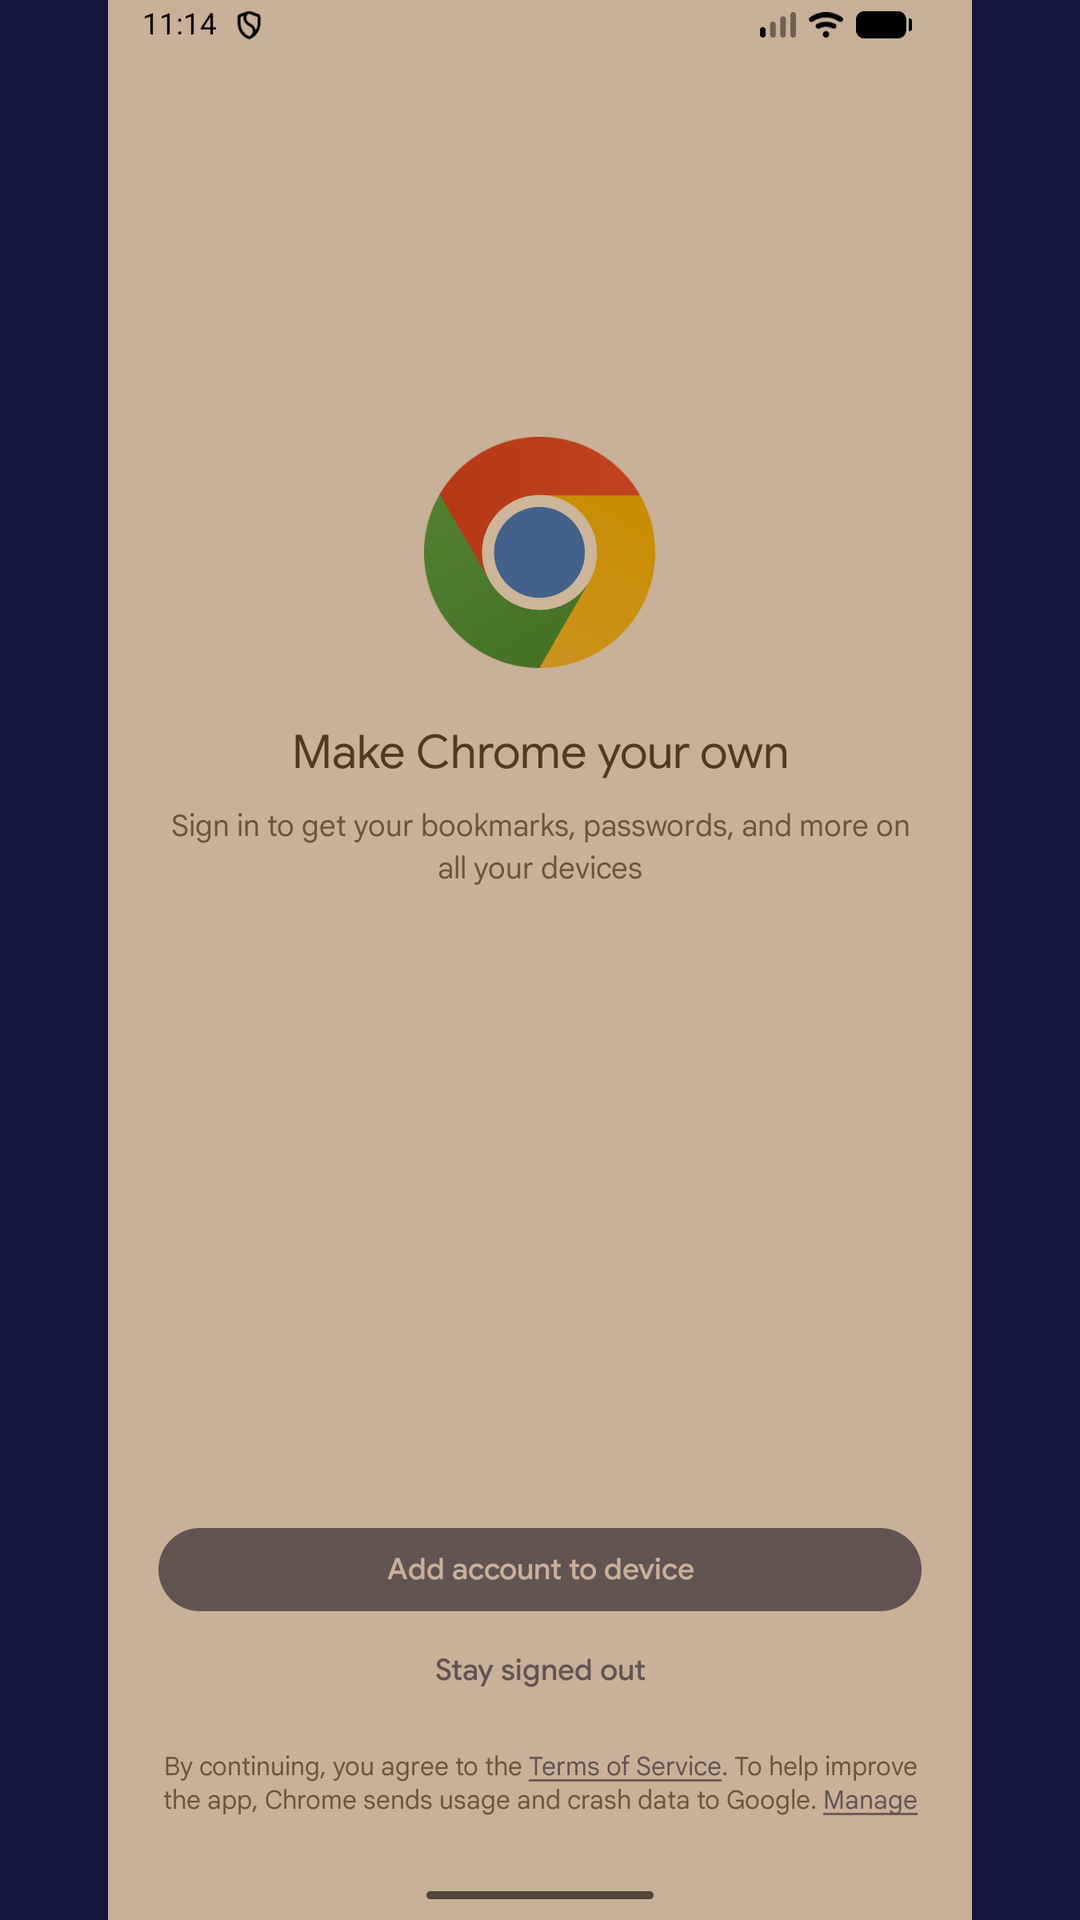 11:14
Make Chrome your own
Sign in to get your bookmarks, passwords, and more on
all your devices
Add account to device
Stay signed out
By continuing, you agree to the Terms of Service. To help improve
the app, Chrome sends usage and crash data to Google. Manage